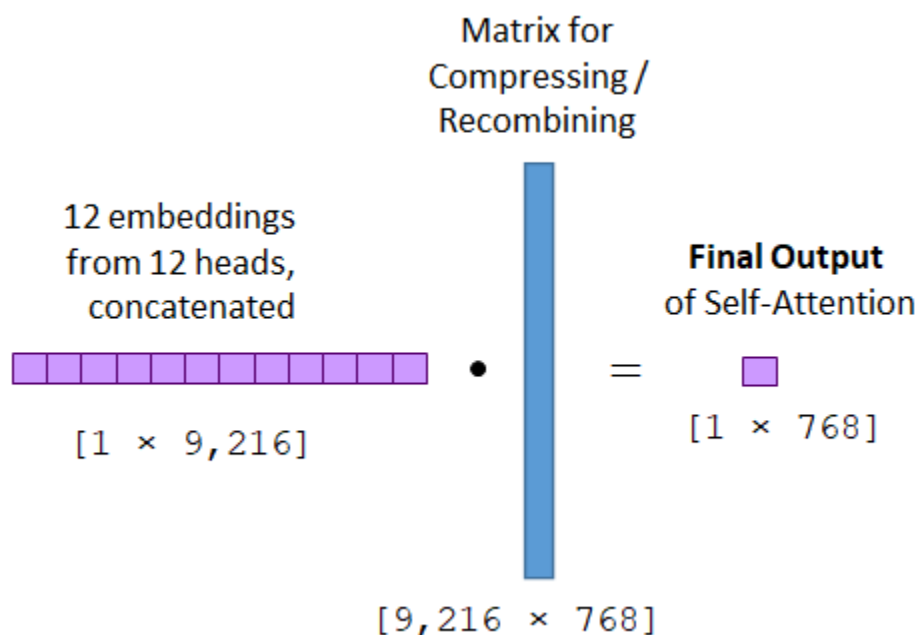 Matrix for
Compressing /
Recombining
12 embeddings
from 12 heads,
concatenated
[1 × 9,216]
•
[9,216 × 768]
=
Final Output
of Self-Attention
[1 × 768]